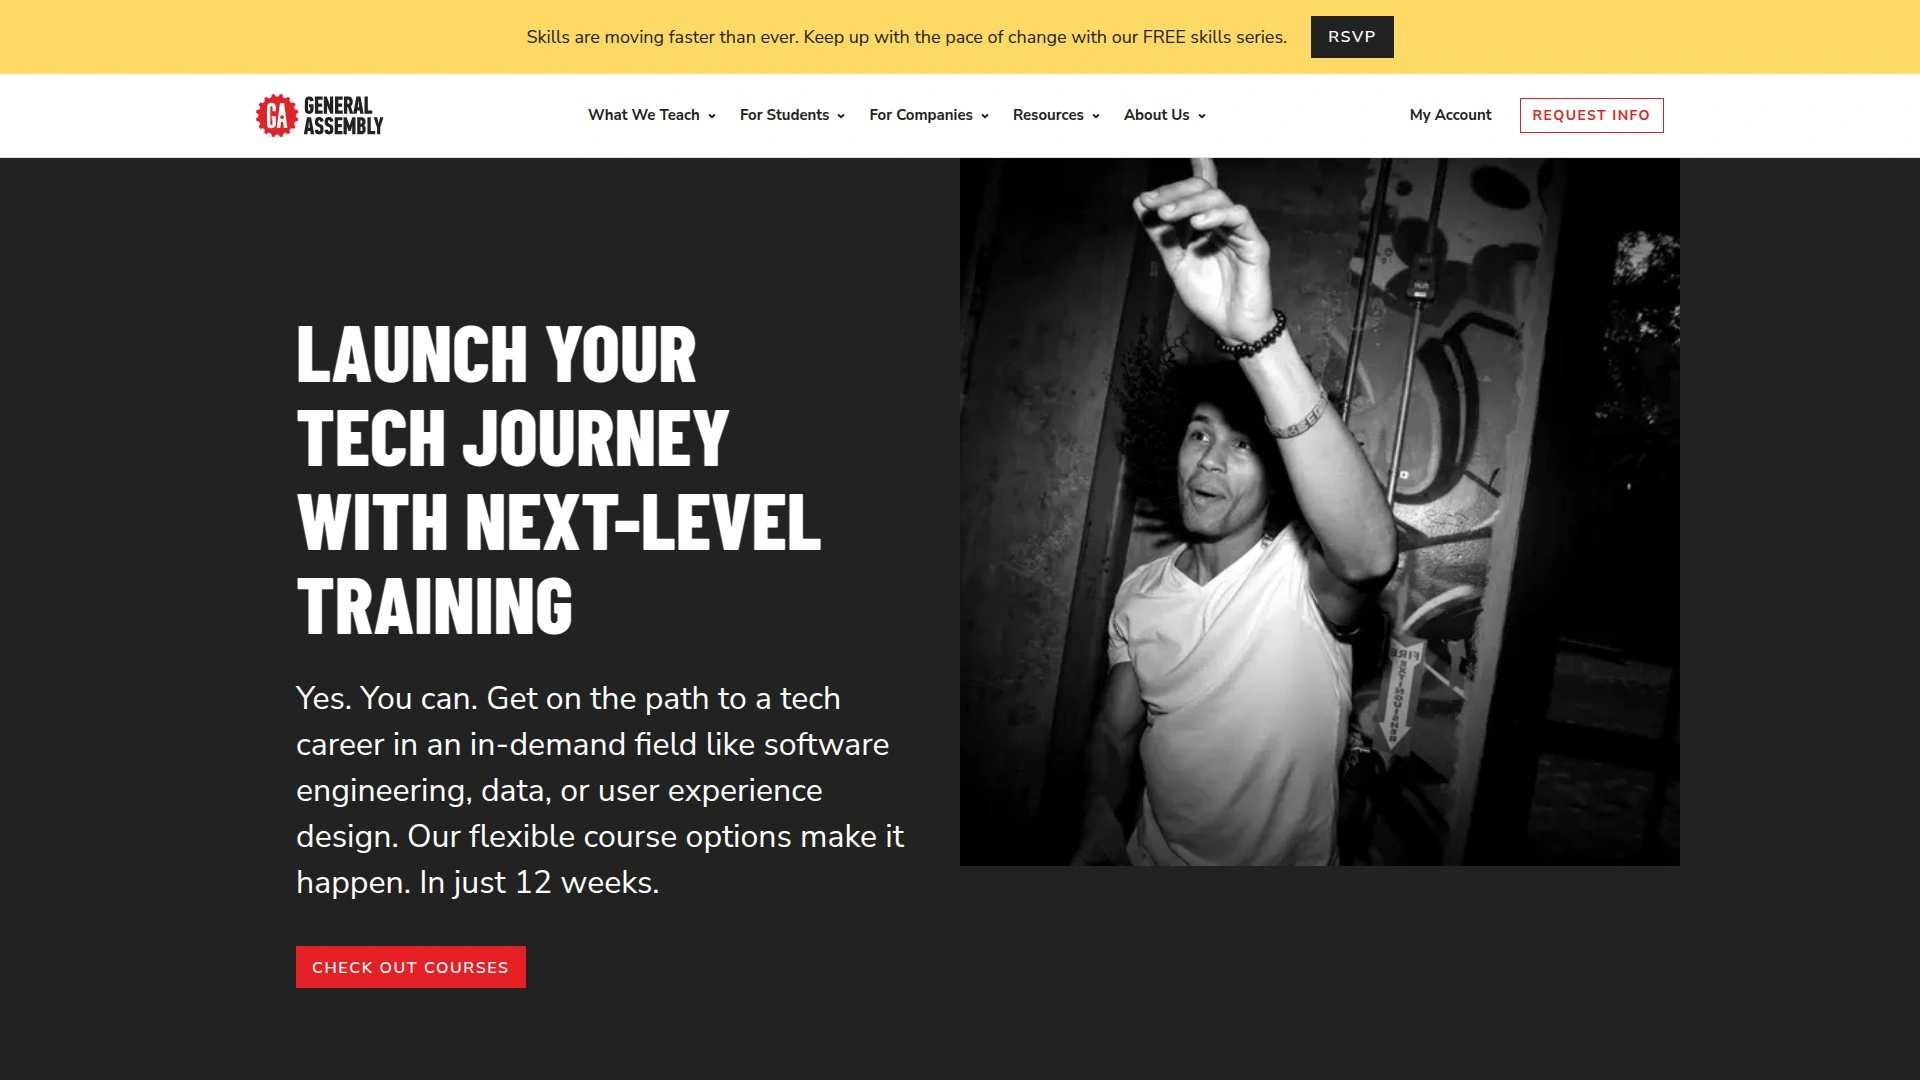 Skills are moving faster than ever. Keep up with the pace of change with our FREE skills series.
RSVP
GA
GENERAL
ASSEMBLY
What We Teach
For Students
For Companies
Resources
About Us
My Account
REQUEST INFO
LAUNCH YOUR
TECH JOURNEY
WITH NEXT-LEVEL
TRAINING
Yes. You can. Get on the path to a tech
career in an in-demand field like software
engineering, data, or user experience
design. Our flexible course options make it
happen. In just 12 weeks.
CHECK OUT COURSES
FIRE
EXTINGUISHER